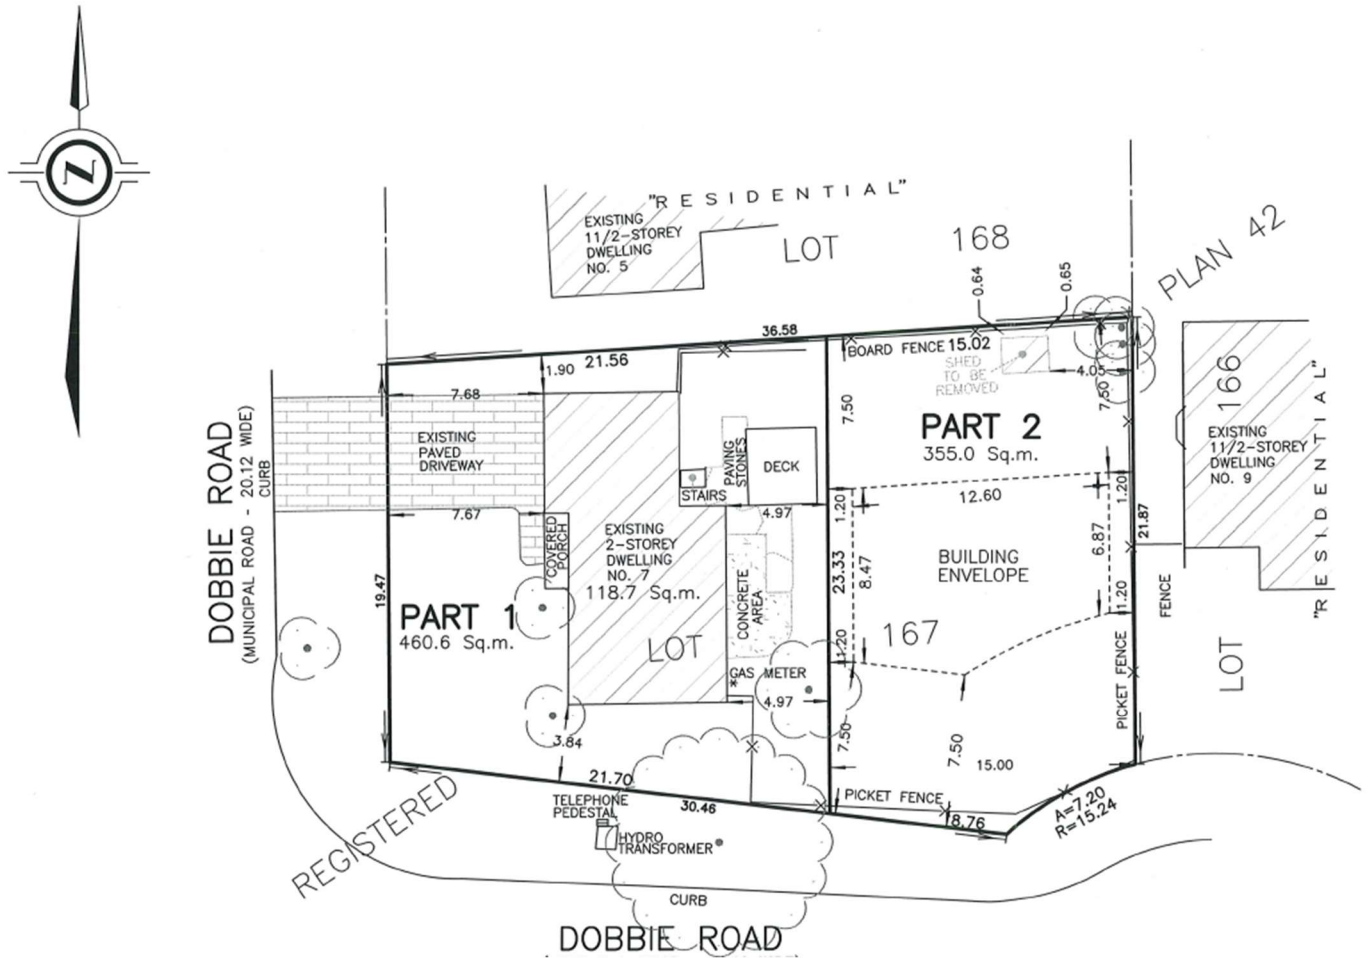 N
"RESIDENTIAL"
EXISTING
11/2-STOREY
DWELLING
NO. 5
LOT 168
PLAN 42
0.64
0.65
36.58
21.56
1.90
BOARD FENCE 15.02
SHED
TO BE
REMOVED
4.05
7.50
7.50
7.68
EXISTING
PAVED
DRIVEWAY
7.67
DOBBIE ROAD
(MUNICIPAL ROAD - 20.12 WIDE)
CURB
PART 2
355.0 Sq.m.
166
EXISTING
11/2-STOREY
DWELLING
NO. 9
"RESIDENTIAL"
PAVING
STONES
DECK
STAIRS
4.97
COVERED
PORCH
EXISTING
2-STOREY
DWELLING
NO. 7
118.7 Sq.m.
CONCRETE
AREA
1.20
12.60
1.20
23.33
8.47
BUILDING
ENVELOPE
6.87
21.87
1.20
1.20
FENCE
19.47
PART 1
460.6 Sq.m.
LOT 167
GAS METER
4.97
PICKET FENCE
LOT
3.84
7.50
7.50
15.00
21.70
30.46
PICKET FENCE
8.76
A=7.20
R=15.24
REGISTERED
TELEPHONE
PEDESTAL
HYDRO
TRANSFORMER
CURB
DOBBIE ROAD